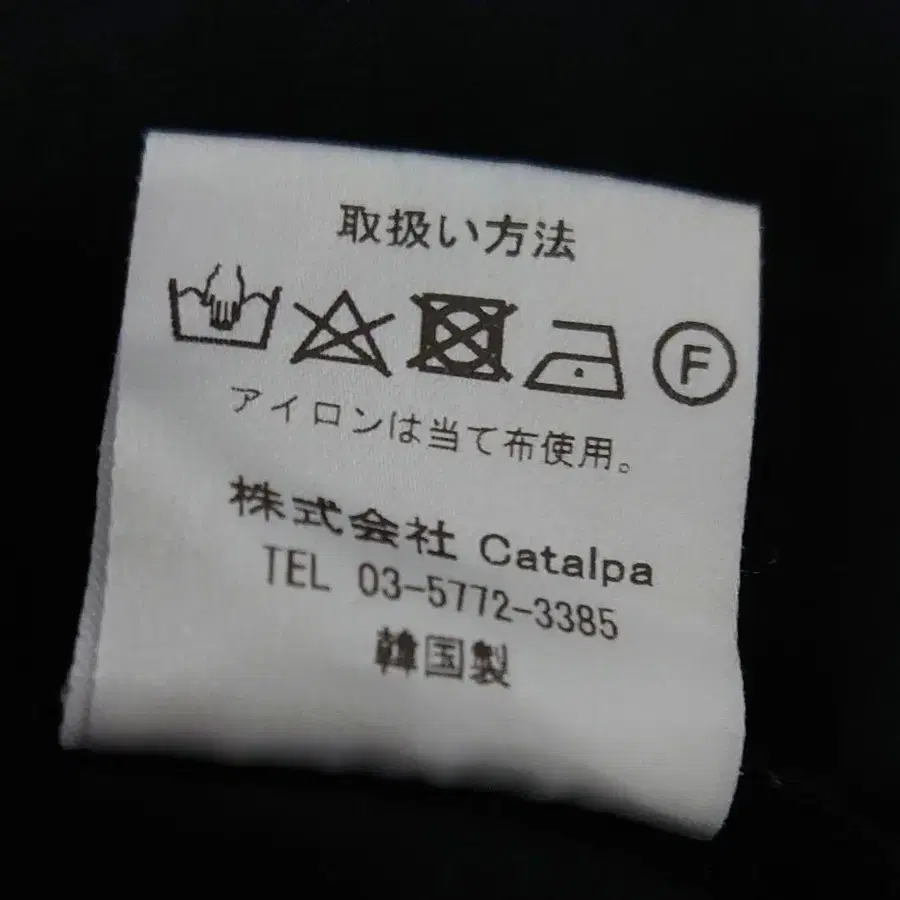 取扱い方法
F
アイロンは当て布使用。
株式会社 Catalpa
TEL 03-5772-3385
韓国製